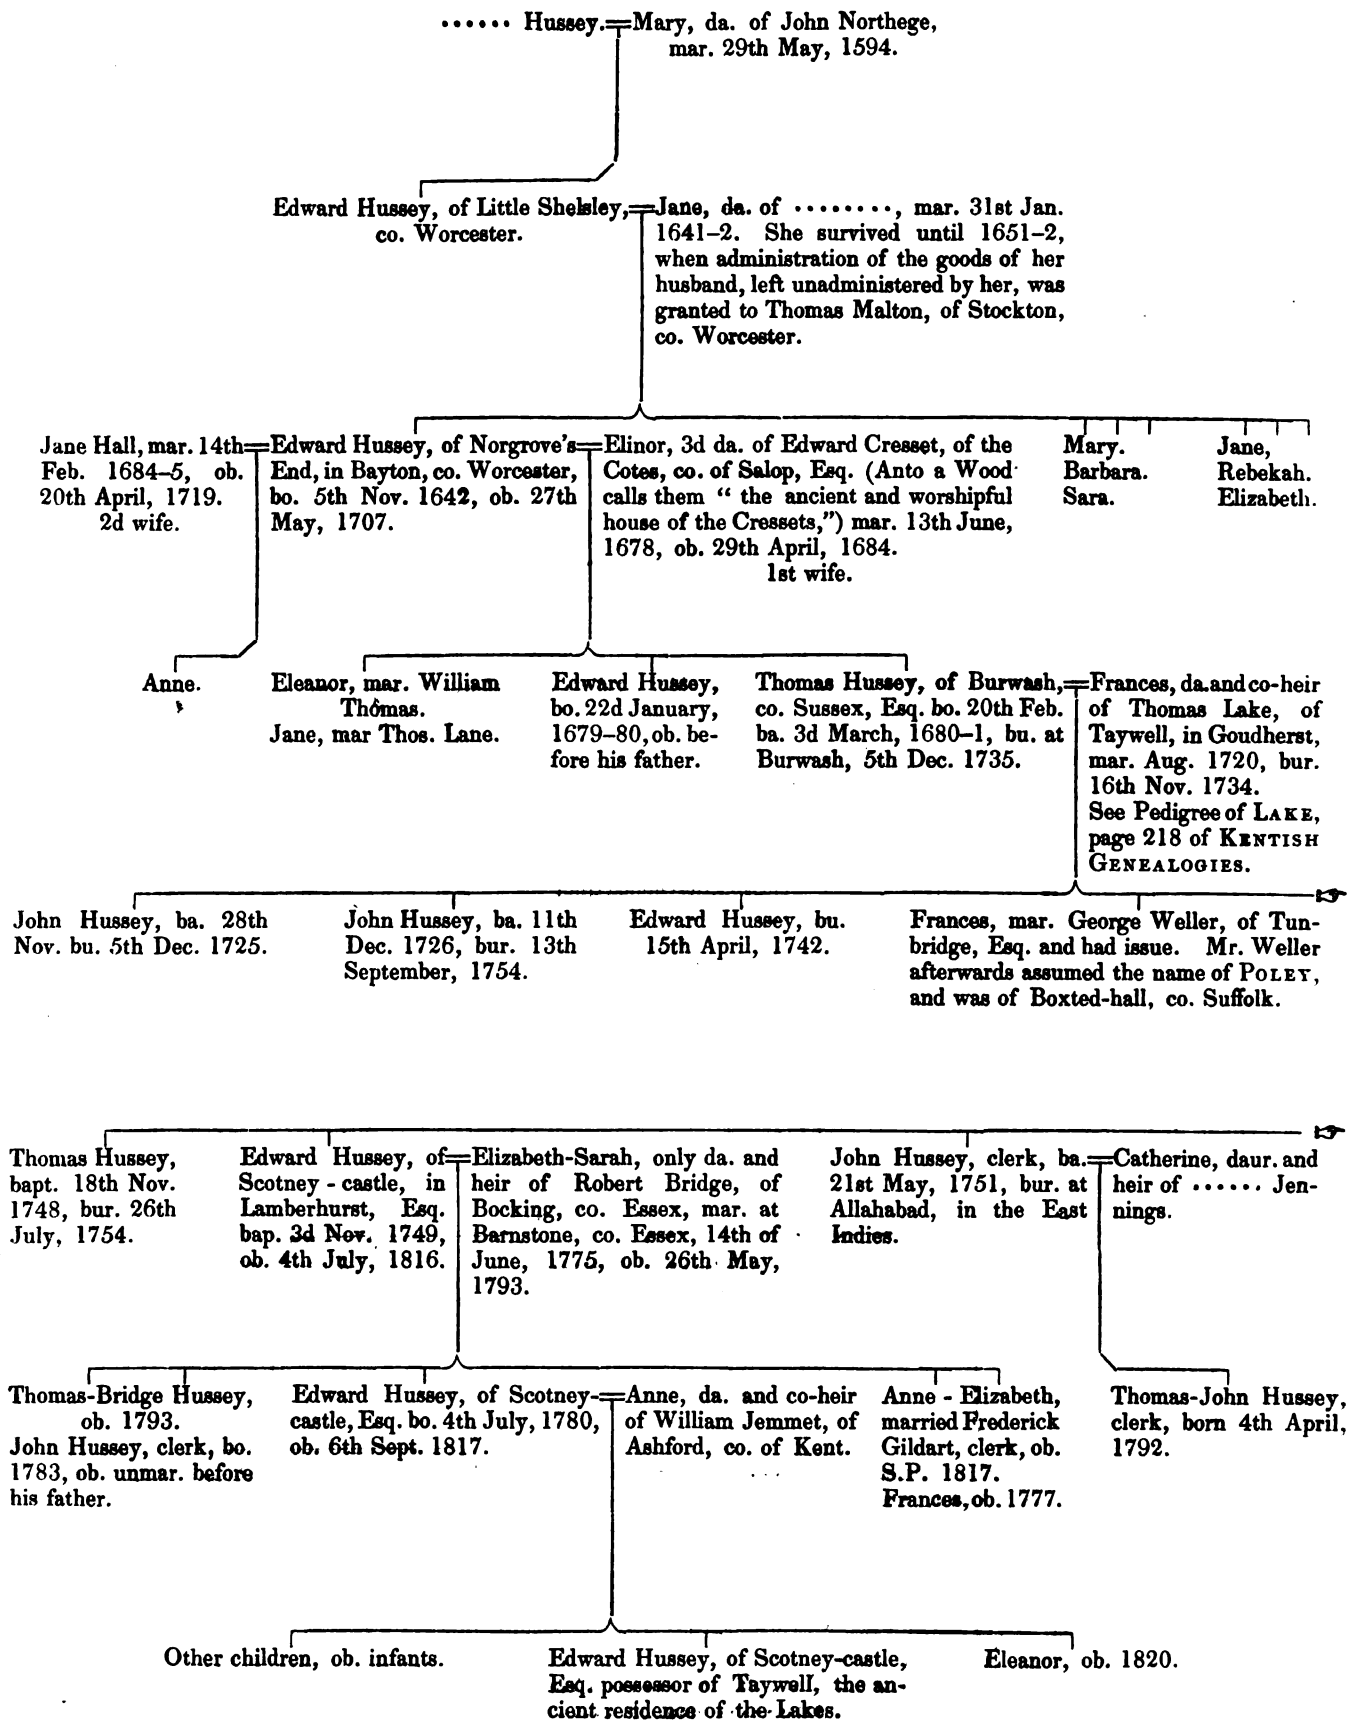 ...... Hussey.=Mary, da. of John Northege,
mar. 29th May, 1594.
Edward Hussey, of Little Shelsley,=
co. Worcester.
Jane, da. of ........, mar. 31st Jan.
1641–2. She survived until 1651–2,
when administration of the goods of her
husband, left unadministered by her, was
granted to Thomas Malton, of Stockton,
co. Worcester.
Jane Hall, mar. 14th=
Feb. 1684–5, ob.
20th April, 1719.
2d wife.
Edward Hussey, of Norgrove's=
End, in Bayton, co. Worcester,
bo. 5th Nov. 1642, ob. 27th
May, 1707.
Elinor, 3d da. of Edward Cresset, of the
Cotes, co. of Salop, Esq. (Anto a Wood
calls them “ the ancient and worshipful
house of the Cressets,”) mar. 13th June,
1678, ob. 29th April, 1684.
1st wife.
Mary.
Barbara.
Sara.
Jane,
Rebekah.
Elizabeth.
Anne.
Eleanor, mar. William
Thomas.
Jane, mar Thos. Lane.
Edward Hussey,
bo. 22d January,
1679–80, ob. be-
fore his father.
Thomas Hussey, of Burwash,=
co. Sussex, Esq. bo. 20th Feb.
ba. 3d March, 1680–1, bu. at
Burwash, 5th Dec. 1735.
Frances, da. and co-heir
of Thomas Lake, of
Taywell, in Goudherst,
mar. Aug. 1720, bur.
16th Nov. 1734.
See Pedigree of LAKE,
page 218 of KENTISH
GENEALOGIES.
John Hussey, ba. 28th
Nov. bu. 5th Dec. 1725.
John Hussey, ba. 11th
Dec. 1726, bur. 13th
September, 1754.
Edward Hussey, bu.
15th April, 1742.
Frances, mar. George Weller, of Tun-
bridge, Esq. and had issue. Mr. Weller
afterwards assumed the name of POLEY,
and was of Boxted-hall, co. Suffolk.
Thomas Hussey,
bapt. 18th Nov.
1748, bur. 26th
July, 1754.
Edward Hussey, of=
Scotney-castle, in
Lamberhurst, Esq.
bap. 3d Nov. 1749,
ob. 4th July, 1816.
Elizabeth-Sarah, only da. and
heir of Robert Bridge, of
Bocking, co. Essex, mar. at
Barnstone, co. Essex, 14th of
June, 1775, ob. 26th May,
1793.
John Hussey, clerk, ba.=
21st May, 1751, bur. at
Allahabad, in the East
Indies.
Catherine, daur. and
heir of ...... Jen-
nings.
Thomas-Bridge Hussey,
ob. 1793.
John Hussey, clerk, bo.
1783, ob. unmar. before
his father.
Edward Hussey, of Scotney-=
castle, Esq. bo. 4th July, 1780,
ob. 6th Sept. 1817.
Anne, da. and co-heir
of William Jemmet, of
Ashford, co. of Kent.
Anne-Elizabeth,
married Frederick
Gildart, clerk, ob.
S.P. 1817.
Frances, ob. 1777.
Thomas-John Hussey,
clerk, born 4th April,
1792.
Other children, ob. infants.
Edward Hussey, of Scotney-castle,
Esq. possessor of Taywell, the an-
cient residence of the Lakes.
Eleanor, ob. 1820.